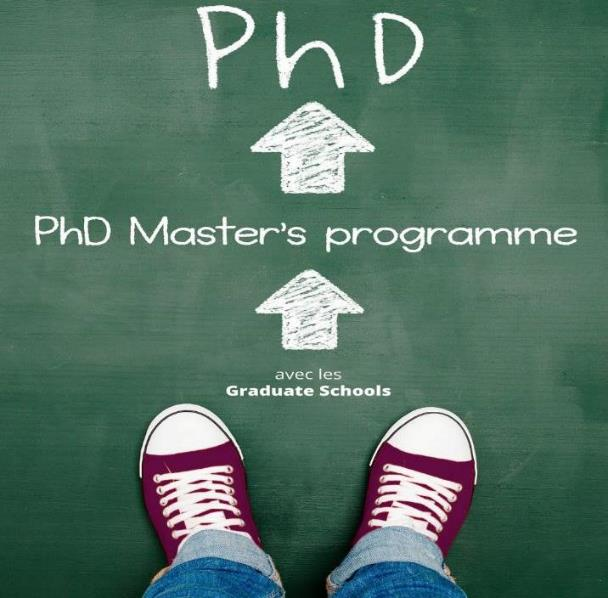 PhD
PhD Master's programme
avec les
Graduate Schools